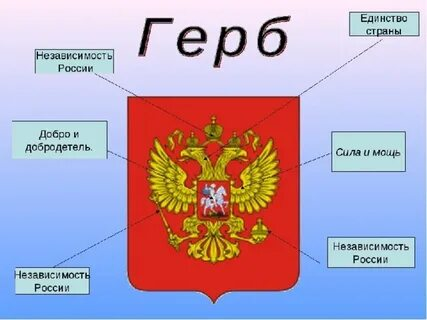 Герб
Единство
страны
Независимость
России
Добро и
добродетель.
Сила и мощь
Независимость
России
Независимость
России